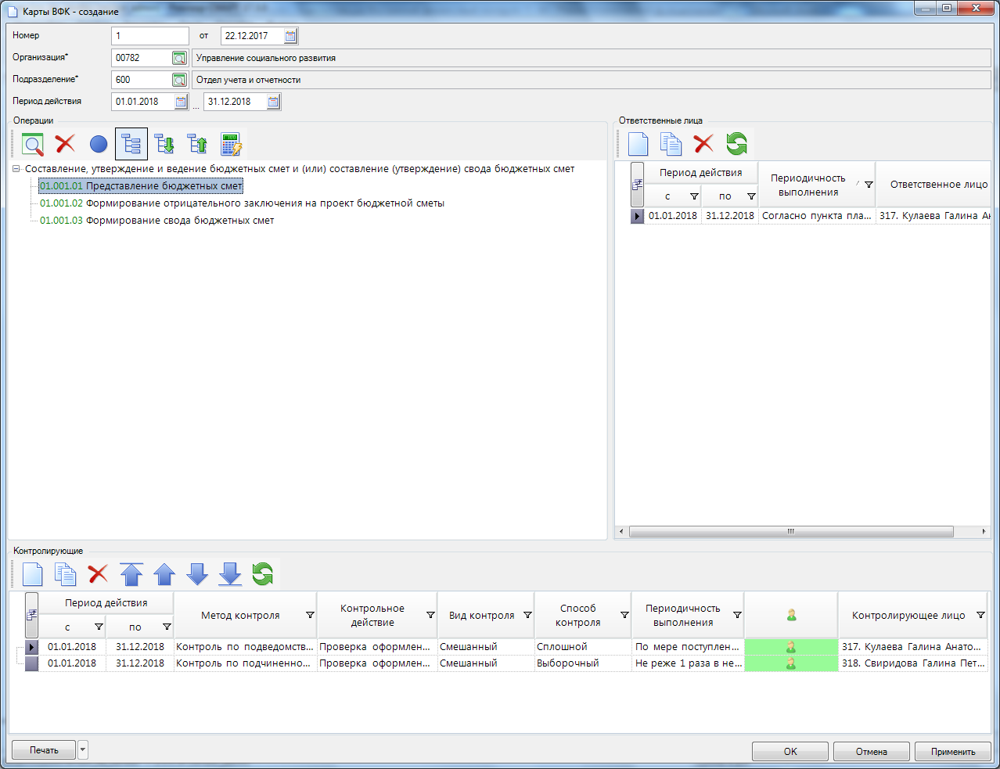 Карты ВФК - создание
Номер 1 от 22.12.2017
Организация* 00782 Управление социального развития
Подразделение* 600 Отдел учета и отчетности
Период действия 01.01.2018 ... 31.12.2018
Операции
Составление, утверждение и ведение бюджетных смет и (или) составление (утверждение) свода бюджетных смет
01.001.01 Представление бюджетных смет
01.001.02 Формирование отрицательного заключения на проект бюджетной сметы
01.001.03 Формирование свода бюджетных смет
Ответственные лица
Период действия
с по
Периодичность
выполнения
Ответственное лицо
01.01.2018 31.12.2018 Согласно пункта пла... 317. Кулаева Галина Ан
Контролирующие
Период действия
с по
Метод контроля
Контрольное
действие
Вид контроля
Способ
контроля
Периодичность
выполнения
Контролирующее лицо
01.01.2018 31.12.2018 Контроль по подведомств... Проверка оформлен... Смешанный Сплошной По мере поступлен... 317. Кулаева Галина Анато...
01.01.2018 31.12.2018 Контроль по подчиненно... Проверка оформлен... Смешанный Выборочный Не реже 1 раза в не... 318. Свиридова Галина Пет...
Печать
OK
Отмена
Применить